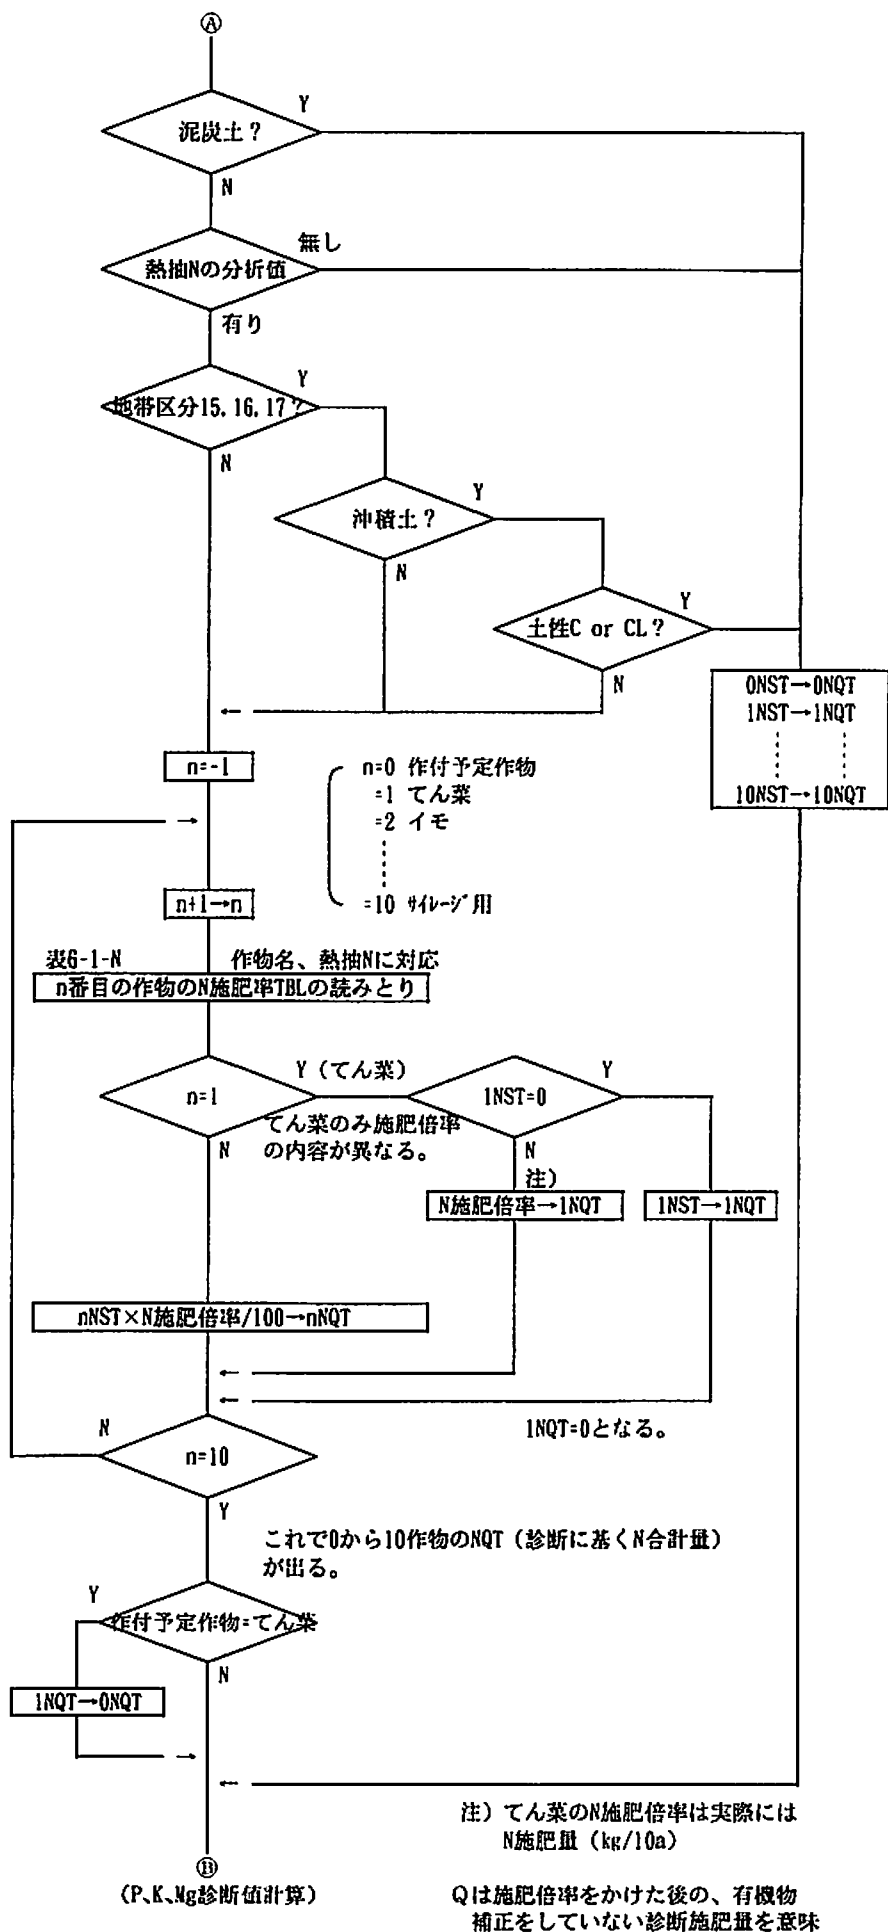 Ⓐ
泥炭土？
Y
N
熱抽Nの分折値
無し
有り
地帯区分15.16.17？
Y
N
沖積土？
Y
N
土性C or CL？
Y
N
0NST→0NQT
1NST→1NQT
10NST→10NQT
n=-1
n=0 作付予定作物
=1 てん菜
=2 イモ
=10 ｻｲﾚｰｼﾞ用
n+1→n
表6-1-N 作物名、熱抽Nに対応
n番目の作物のN施肥率TBLの読みとり
n=1
Y（てん菜）
てん菜のみ施肥倍率
の内容が異なる。
N
1NST=0
Y
N
注）
N施肥倍率→1NQT
1NST→1NQT
nNST×N施肥倍率/100→nNQT
1NQT=0となる。
N
n=10
Y
これで0から10作物のNQT（診断に基くN合計量）
が出る。
Y
作付予定作物=てん菜
N
1NQT→0NQT
注）てん菜のN施肥倍率は実際には
N施肥量（kg/10a）
Ⓑ
（P､K､Mg診断値計算）
Qは施肥倍率をかけた後の、有機物
補正をしていない診断施肥量を意味